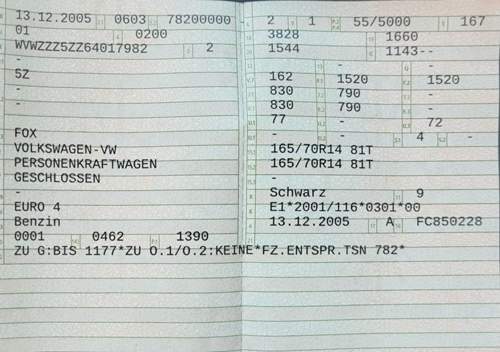 13.12.2005 0603 78200000
01 0200
WVWZZZ5ZZ64017982 2
-
5Z
-
-
FOX
VOLKSWAGEN-VW
PERSONENKRAFTWAGEN
GESCHLOSSEN
-
EURO 4
Benzin
0001 0462 1390
2 1 55/5000 167
3828 1660
1544 1143--
- -
162 1520 1520
830 790 -
830 790 -
77 - 72
- - 4 -
165/70R14 81T
165/70R14 81T
-
Schwarz 9
E1*2001/116*0301*00
13.12.2005 A FC850228
ZU G:BIS 1177*ZU O.1/O.2:KEINE*FZ.ENTSPR.TSN 782*